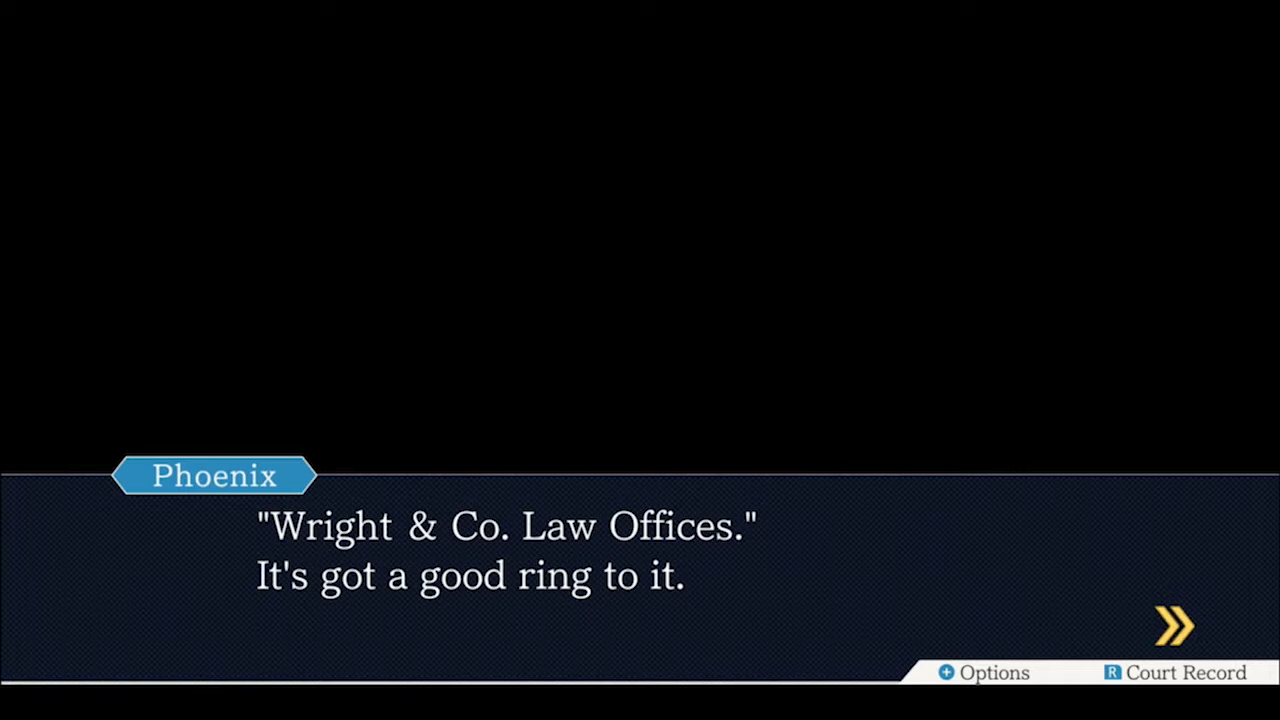 Phoenix
"Wright & Co. Law Offices."
It's got a good ring to it.
+ Options
R Court Record